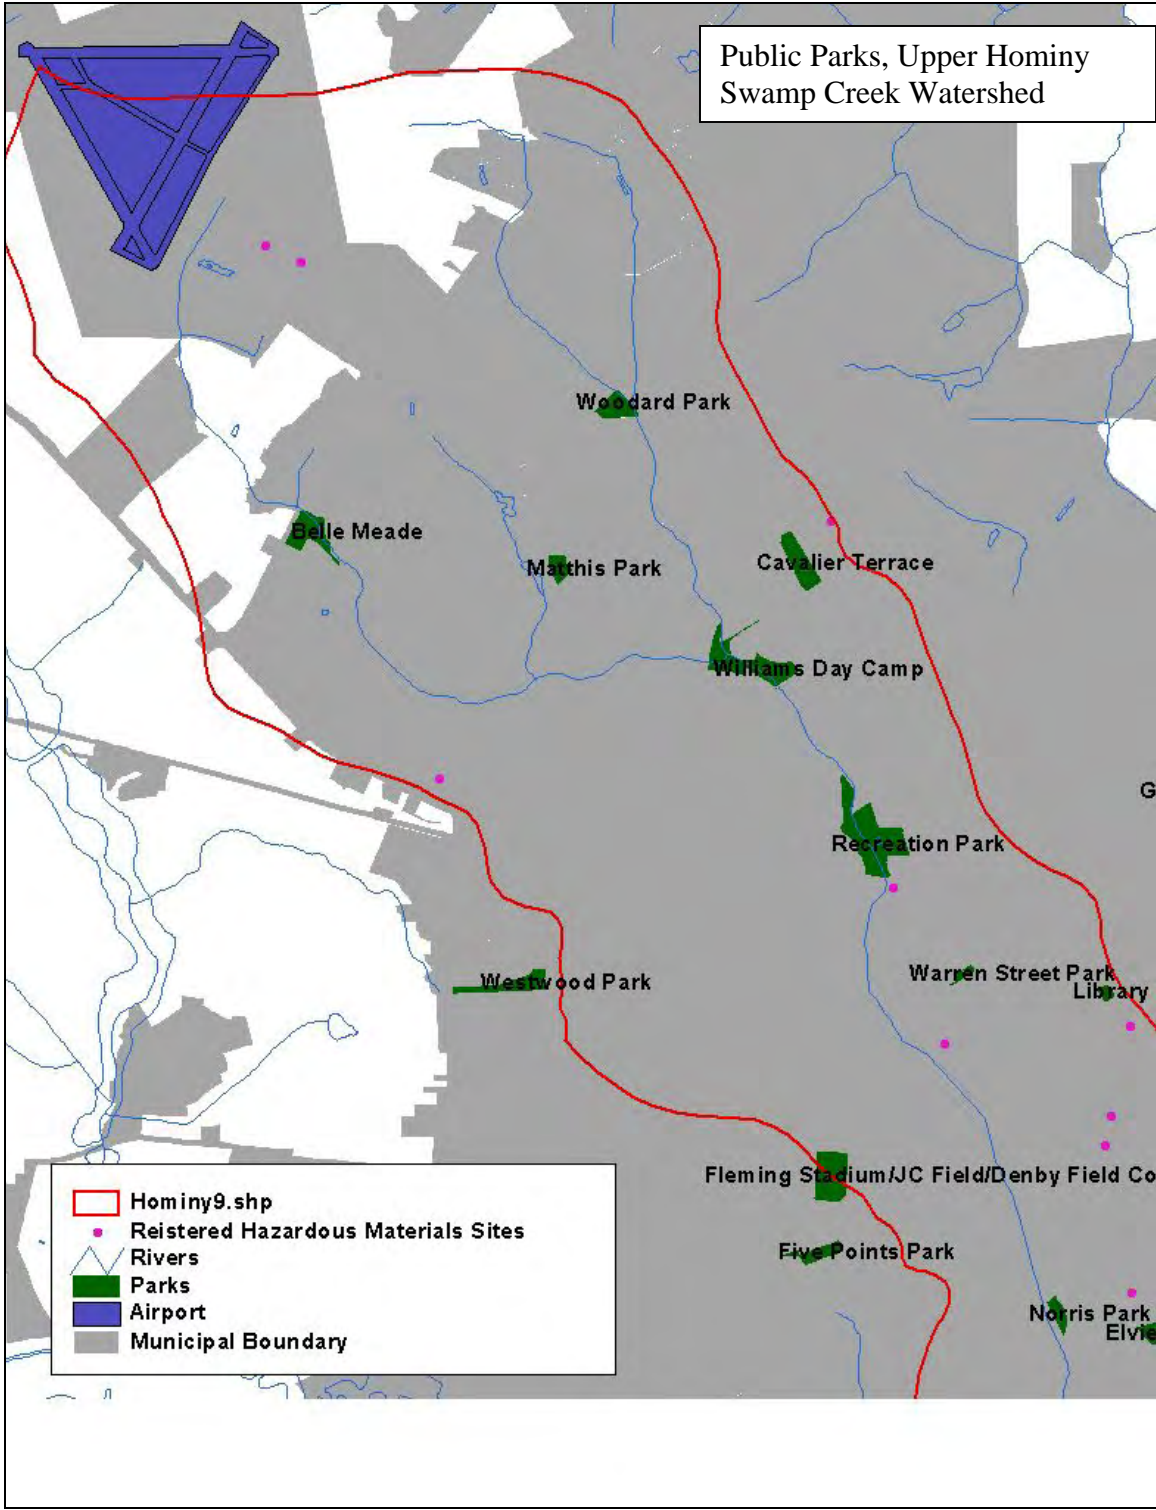 Public Parks, Upper Hominy
Swamp Creek Watershed
Woodard Park
Belle Meade
Matthis Park
Cavalier Terrace
Williams Day Camp
G
Recreation Park
Westwood Park
Warren Street Park
Library
Fleming Stadium/JC Field/Denby Field Co
Five Points Park
Norris Park
Elvie
Hominy9.shp
Reistered Hazardous Materials Sites
Rivers
Parks
Airport
Municipal Boundary